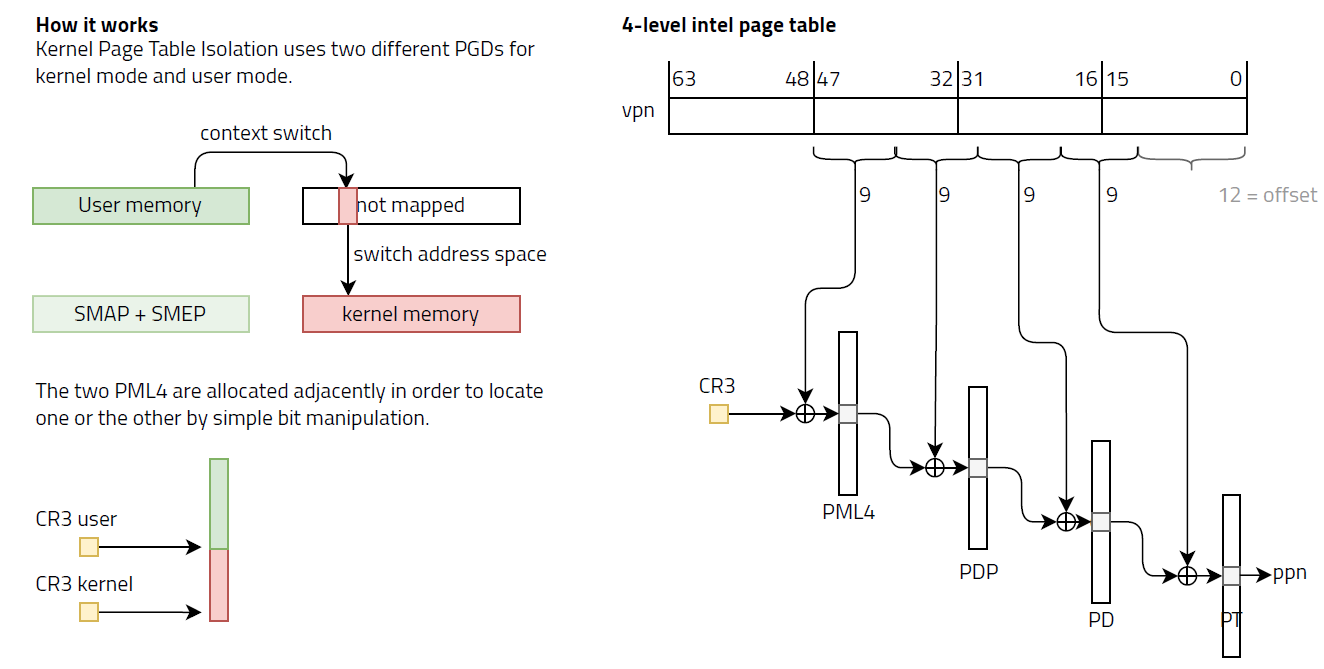 How it works
Kernel Page Table Isolation uses two different PGDs for
kernel mode and user mode.
context switch
User memory
not mapped
switch address space
SMAP + SMEP
kernel memory
The two PML4 are allocated adjacently in order to locate
one or the other by simple bit manipulation.
CR3 user
CR3 kernel
4-level intel page table
63 48 47 32 31 16 15 0
vpn
9 9 9 9 12 = offset
CR3
PML4
PDP
ppn
PD
PT